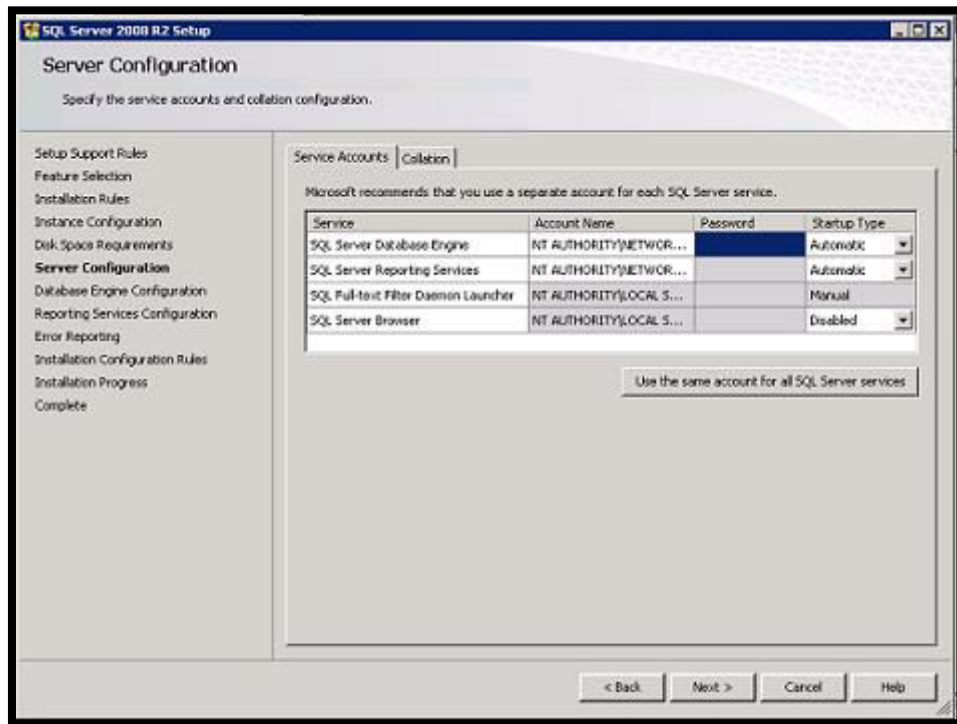 SQL Server 2008 R2 Setup
Server Configuration
Specify the service accounts and collation configuration.
Setup Support Rules
Feature Selection
Installation Rules
Instance Configuration
Disk Space Requirements
Server Configuration
Database Engine Configuration
Reporting Services Configuration
Error Reporting
Installation Configuration Rules
Installation Progress
Complete
Service Accounts Collation
Microsoft recommends that you use a separate account for each SQL Server service.
Service Account Name Password Startup Type
SQL Server Database Engine NT AUTHORITY\NETWOR... Automatic
SQL Server Reporting Services NT AUTHORITY\NETWOR... Automatic
SQL Full-text Filter Daemon Launcher NT AUTHORITY\LOCAL S... Manual
SQL Server Browser NT AUTHORITY\LOCAL S... Disabled
Use the same account for all SQL Server services
< Back Next > Cancel Help